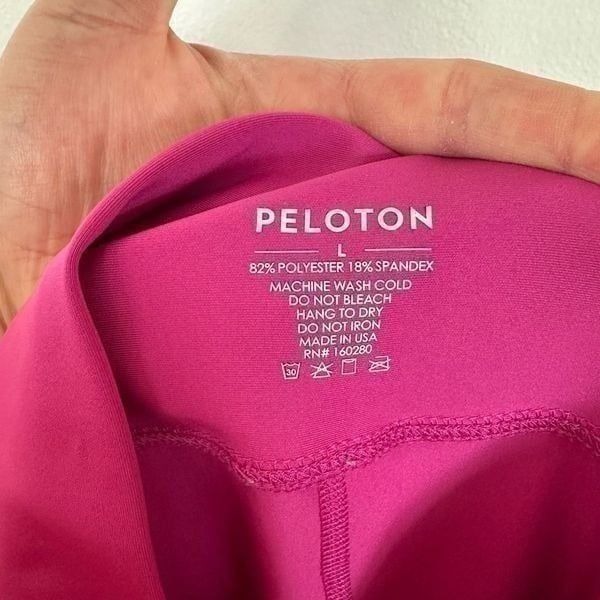 PELOTON
L
82% POLYESTER 18% SPANDEX
MACHINE WASH COLD
DO NOT BLEACH
HANG TO DRY
DO NOT IRON
MADE IN USA
RN# 160280
30